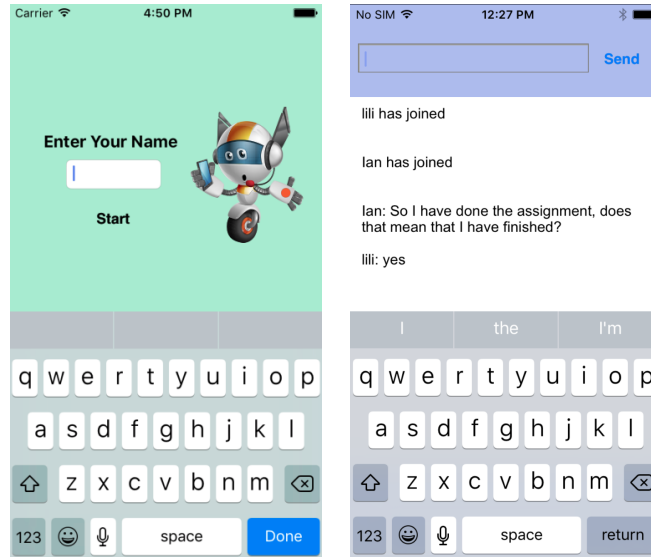 Carrier 4:50 PM
Enter Your Name
Start
q w e r t y u i o p
a s d f g h j k l
z x c v b n m
123 space Done
No SIM 12:27 PM
Send
lili has joined
Ian has joined
Ian: So I have done the assignment, does
that mean that I have finished?
lili: yes
I the I'm
q w e r t y u i o p
a s d f g h j k l
z x c v b n m
123 space return